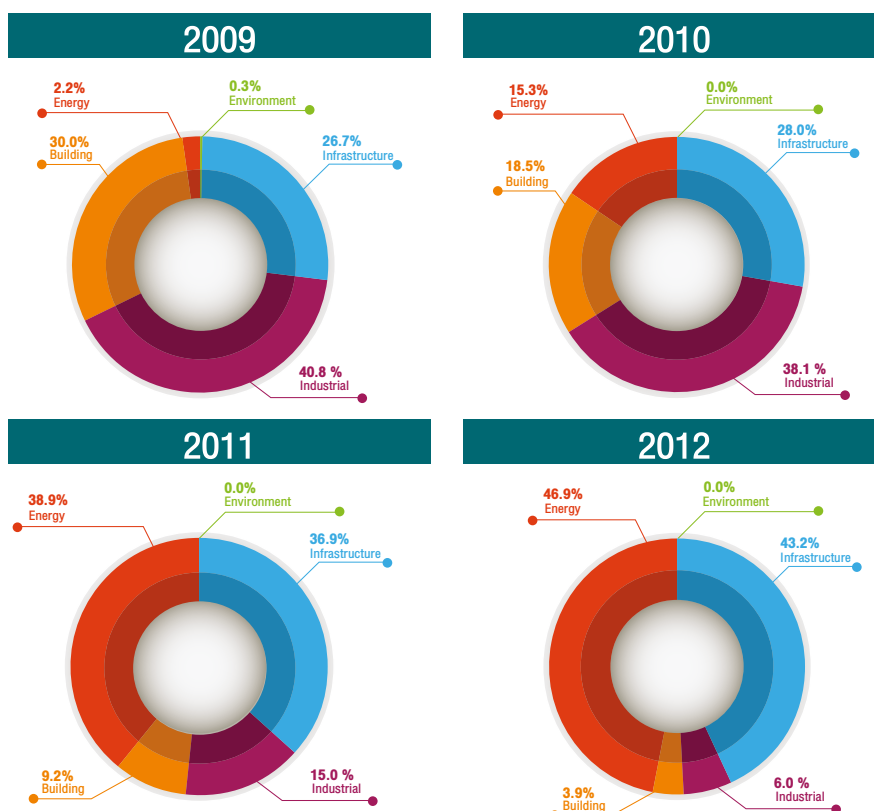 2009
2.2%
Energy
0.3%
Environment
30.0%
Building
26.7%
Infrastructure
40.8 %
Industrial
2010
15.3%
Energy
0.0%
Environment
18.5%
Building
28.0%
Infrastructure
38.1 %
Industrial
2011
38.9%
Energy
0.0%
Environment
36.9%
Infrastructure
9.2%
Building
15.0 %
Industrial
2012
46.9%
Energy
0.0%
Environment
43.2%
Infrastructure
3.9%
Building
6.0 %
Industrial